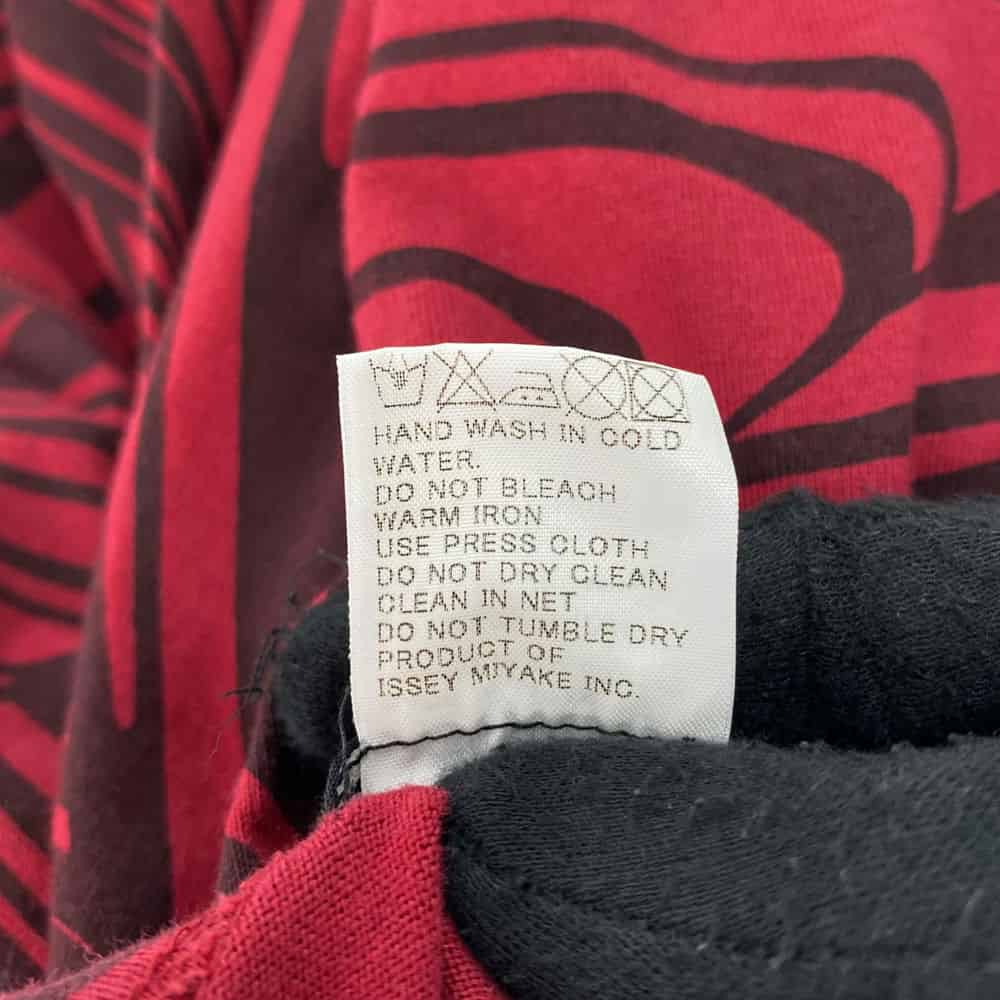 HAND WASH IN COLD
WATER.
DO NOT BLEACH
WARM IRON
USE PRESS CLOTH
DO NOT DRY CLEAN
CLEAN IN NET
DO NOT TUMBLE DRY
PRODUCT OF
ISSEY MIYAKE INC.